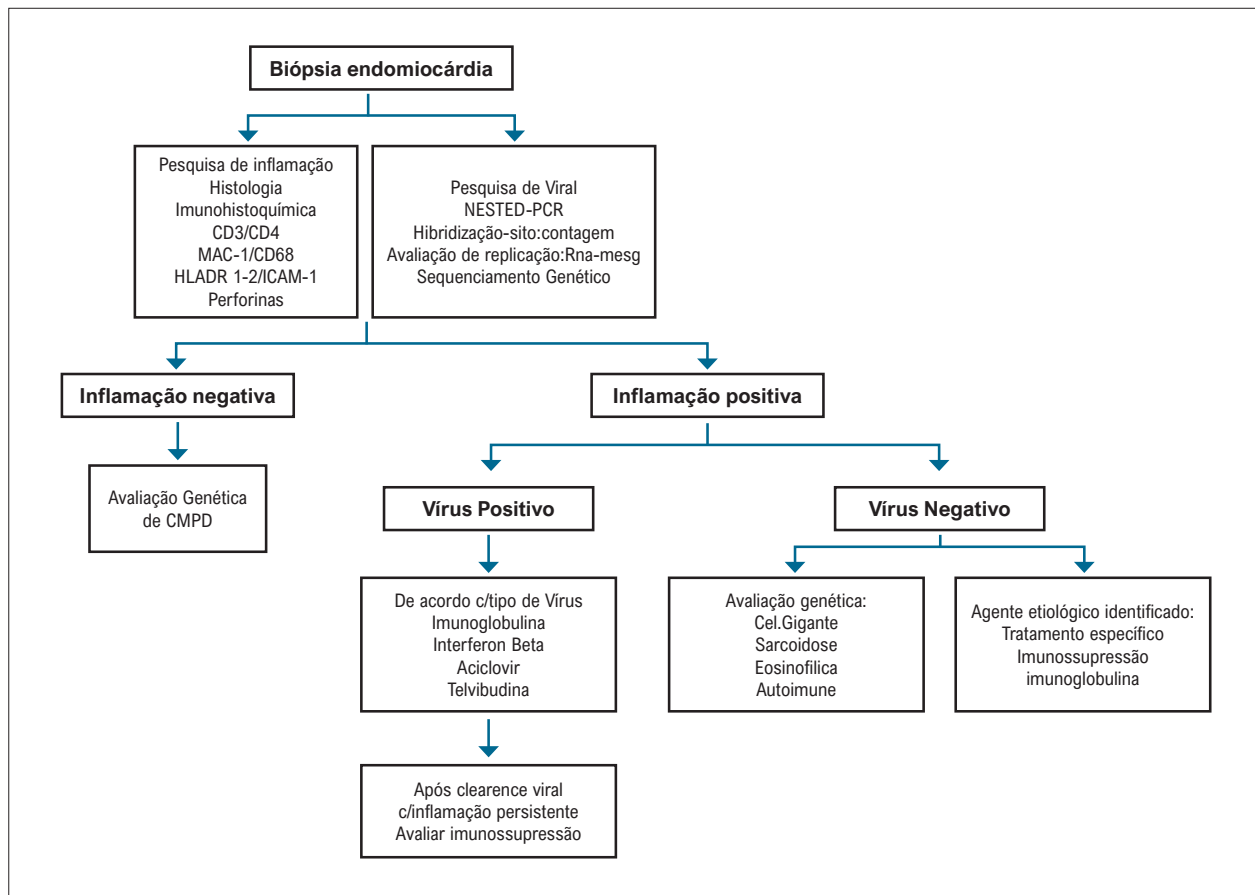 Biópsia endomiocárdia
Pesquisa de inflamação
Histologia
Imunohistoquímica
CD3/CD4
MAC-1/CD68
HLADR 1-2/ICAM-1
Perforinas
Pesquisa de Viral
NESTED-PCR
Hibridização-sito:contagem
Avaliação de replicação:Rna-mesg
Sequenciamento Genético
Inflamação negativa
Inflamação positiva
Avaliação Genética
de CMPD
Vírus Positivo
Vírus Negativo
De acordo c/tipo de Vírus
Imunoglobulina
Interferon Beta
Aciclovir
Telvibudina
Avaliação genética:
Cel.Gigante
Sarcoidose
Eosinofilica
Autoimune
Agente etiológico identificado:
Tratamento específico
Imunossupressão
imunoglobulina
Após clearence viral
c/inflamação persistente
Avaliar imunossupressão